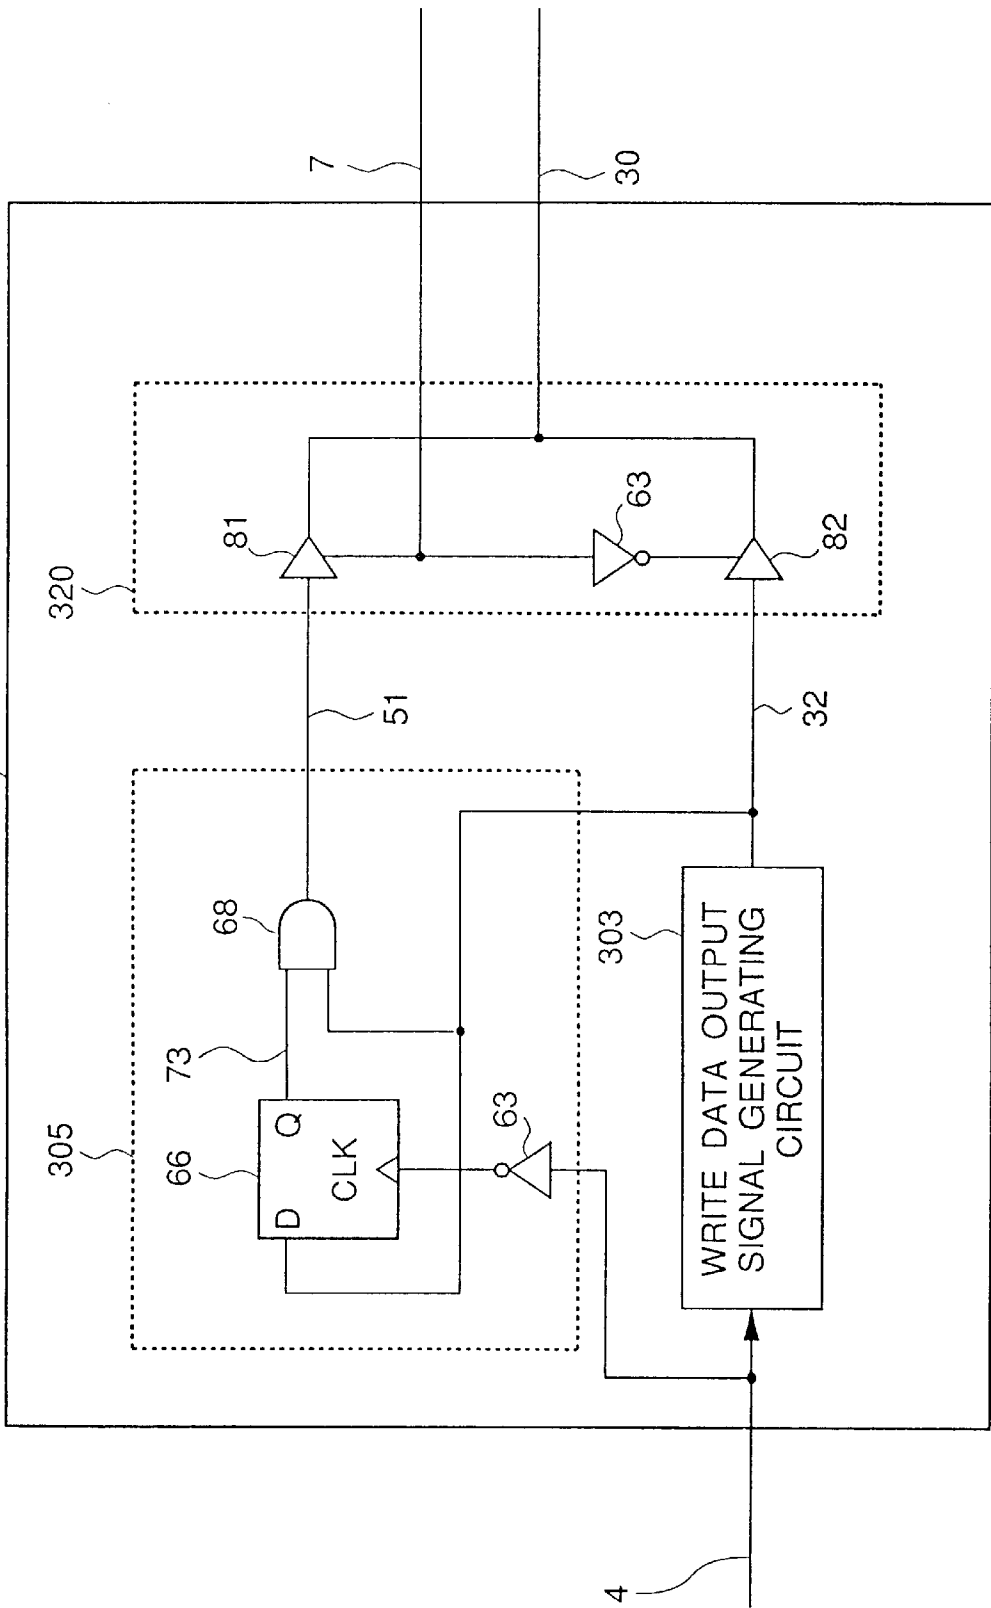 320
81
7
63
82
30
305
68
73
66
D
Q
CLK
63
51
32
303
WRITE DATA OUTPUT
SIGNAL GENERATING
CIRCUIT
4